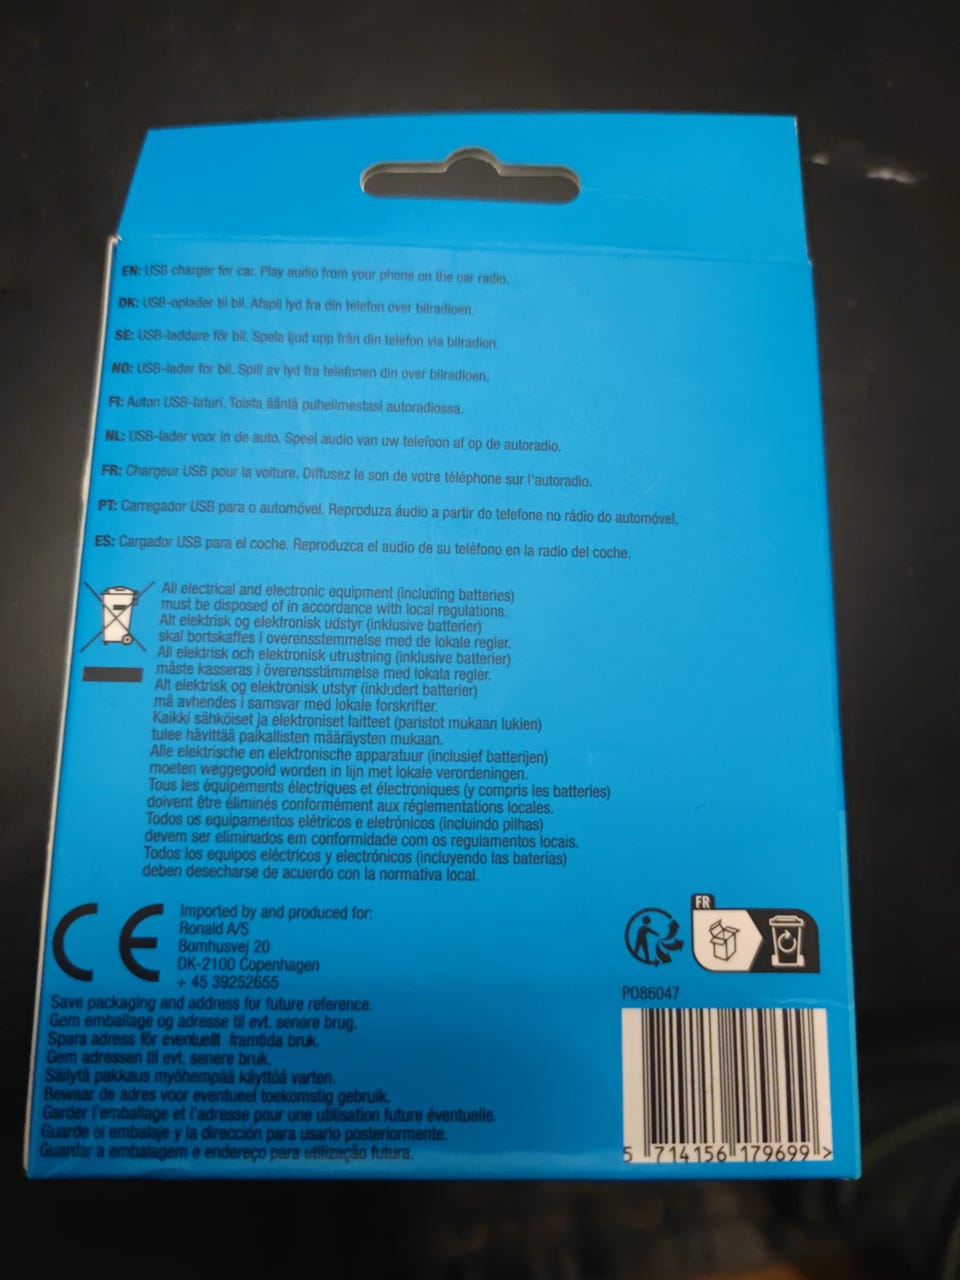 EN: USB charger for car. Play audio from your phone on the car radio.
DK: USB-oplader til bil. Afspil lyd fra din telefon over bilradioen.
SE: USB-laddare för bil. Spela ljud upp från din telefon via bilradion.
NO: USB-lader for bil. Spill av lyd fra telefonen din over bilradioen.
FI: Auton USB-laturi. Toista ääntä puhelimestasi autoradiossa.
NL: USB-lader voor in de auto. Speel audio van uw telefoon af op de autoradio.
FR: Chargeur USB pour la voiture. Diffusez le son de votre téléphone sur l'autoradio.
PT: Carregador USB para o automóvel. Reproduza áudio a partir do telefone no rádio do automóvel.
ES: Cargador USB para el coche. Reproduzca el audio de su teléfono en la radio del coche.
All electrical and electronic equipment (including batteries)
must be disposed of in accordance with local regulations.
Alt elektrisk og elektronisk udstyr (inklusive batterier)
skal bortskaffes i overensstemmelse med de lokale regler.
All elektrisk och elektronisk utrustning (inklusive batterier)
måste kasseras i överensstämmelse med lokala regler.
Alt elektrisk og elektronisk utstyr (inkludert batterier)
må avhendes i samsvar med lokale forskrifter.
Kaikki sähköiset ja elektroniset laitteet (paristot mukaan lukien)
tulee hävittää paikallisten määräysten mukaan.
Alle elektrische en elektronische apparatuur (inclusief batterijen)
moeten weggegooid worden in lijn met lokale verordeningen.
Tous les équipements électriques et électroniques (y compris les batteries)
doivent être éliminés conformément aux réglementations locales.
Todos os equipamentos elétricos e eletrónicos (incluindo pilhas)
devem ser eliminados em conformidade com os regulamentos locais.
Todos los equipos eléctricos y electrónicos (incluyendo las baterías)
deben desecharse de acuerdo con la normativa local.
CE
Imported by and produced for:
Ronald A/S
Bornhusvej 20
DK-2100 Copenhagen
+ 45 39252655
Save packaging and address for future reference.
Gem emballage og adresse til evt. senere brug.
Spara adress för eventuellt framtida bruk.
Gem adressen til evt. senere bruk.
Säilytä pakkaus myöhempää käyttöä varten.
Bewaar de adres voor eventueel toekomstig gebruik.
Garder l'emballage et l'adresse pour une utilisation future éventuelle.
Guarde el embalaje y la dirección para usarlo posteriormente.
Guardar a embalagem e endereço para utilização futura.
FR
PO86047
5 714156 179699 >